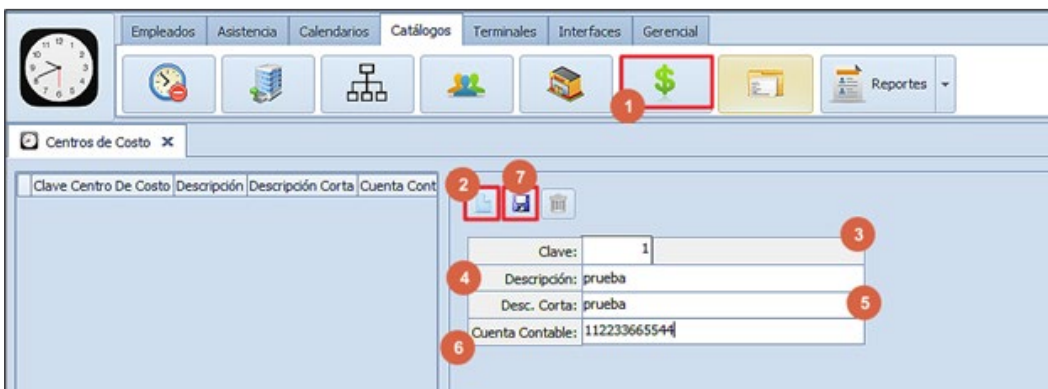 Empleados Asistencia Calendarios Catálogos Terminales Interfaces Gerencial
1 Reportes
Centros de Costo
Clave Centro De Costo Descripción Descripción Corta Cuenta Cont
2 7
Clave: 1 3
4 Descripción: prueba
Desc. Corta: prueba 5
6 Cuenta Contable: 112233665544